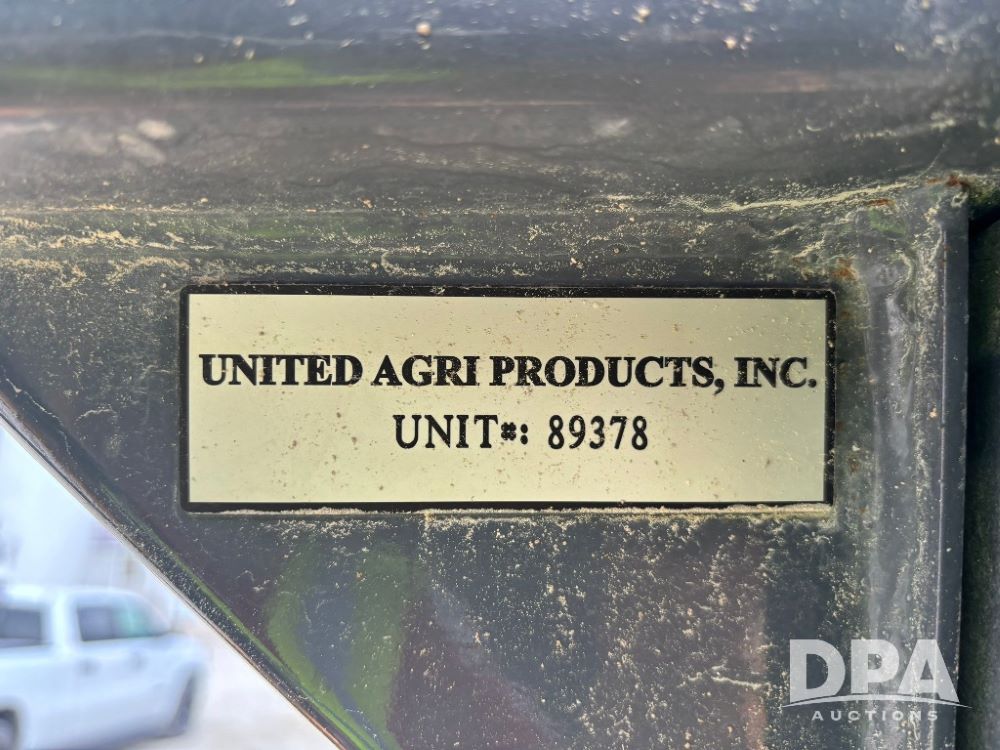 UNITED AGRI PRODUCTS, INC.
UNIT#: 89378
DPA
AUCTIONS